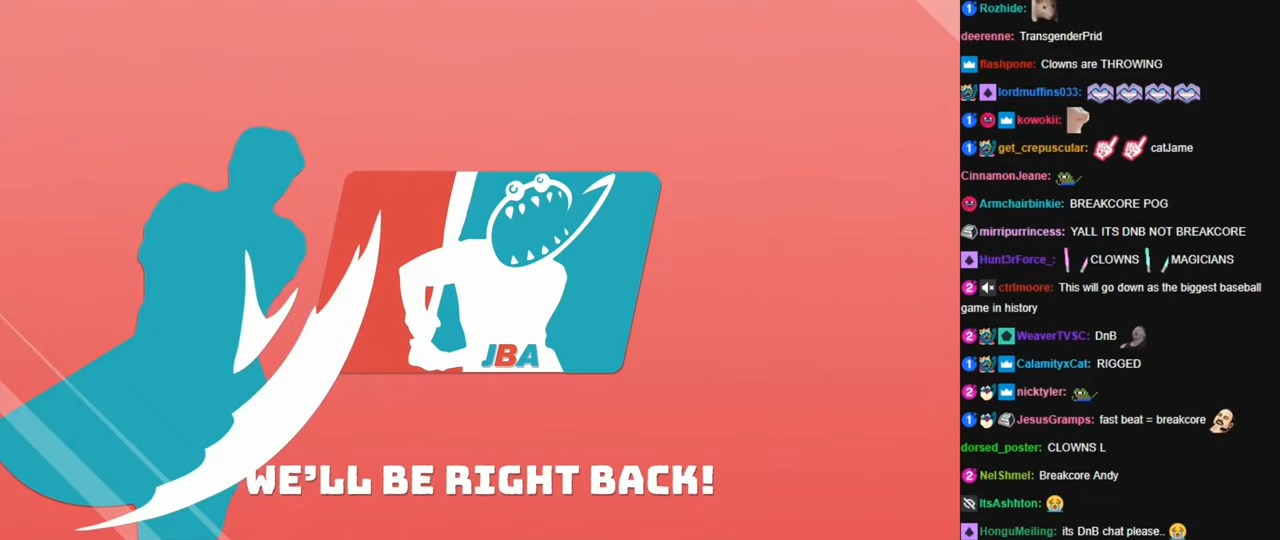 JBA
WE'LL BE RIGHT BACK!
Rozhide:
deerenne: TransgenderPrid
flashpone: Clowns are THROWING
lordmuffins033:
kowokii:
get_crepuscular: catJame
CinnamonJeane:
Armchairbinkie: BREAKCORE POG
mirripurrincess: YALL ITS DNB NOT BREAKCORE
Hunt3rForce_: CLOWNS MAGICIANS
ctrlmoore: This will go down as the biggest baseball
game in history
WeaverTVSC: DnB
CalamityxCat: RIGGED
nicktyler:
JesusGramps: fast beat = breakcore
dorsed_poster: CLOWNS L
NelShmel: Breakcore Andy
ItsAshhton:
HonguMeiling: its DnB chat please..